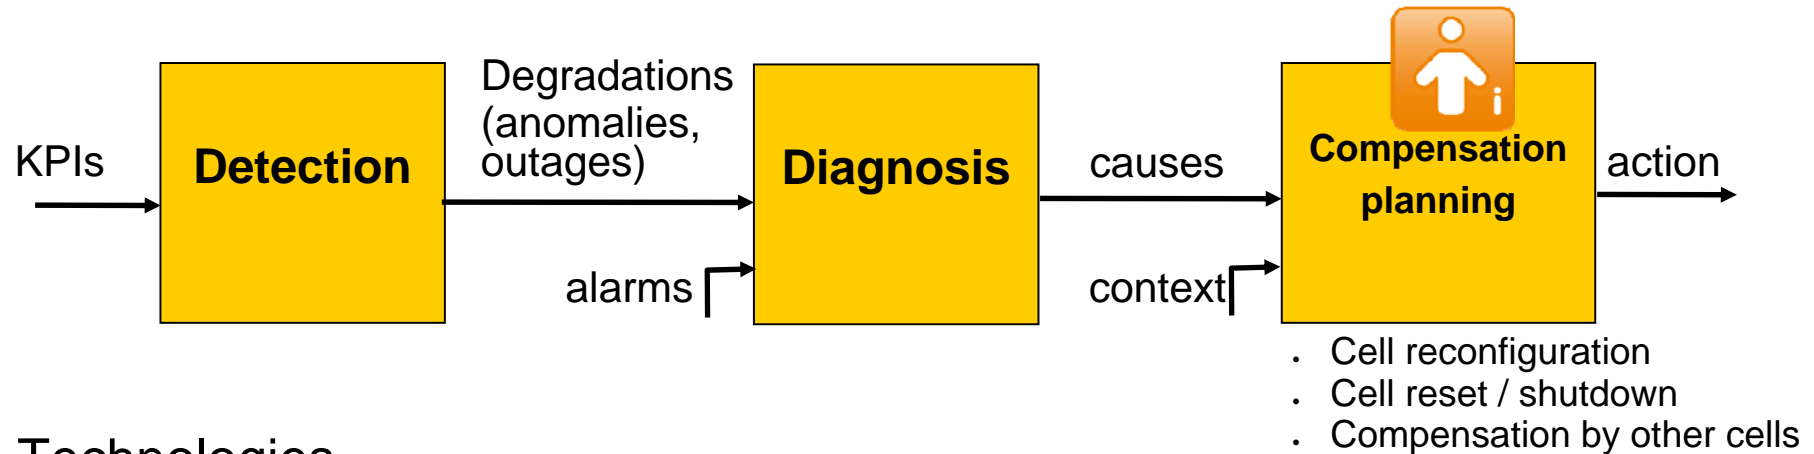 KPIs
Detection
Degradations
(anomalies,
outages)
alarms
Diagnosis
causes
context
i
Compensation
planning
action
• Cell reconfiguration
• Cell reset / shutdown
• Compensation by other cells
Technologies